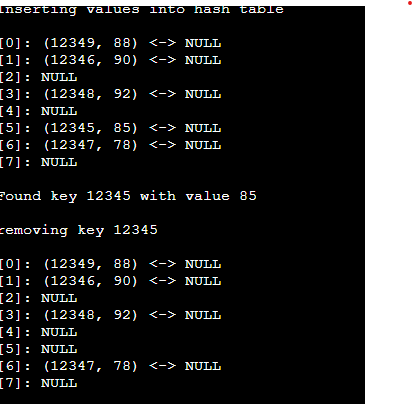 Inserting values into hash table
[0]: (12349, 88) <-> NULL
[1]: (12346, 90) <-> NULL
[2]: NULL
[3]: (12348, 92) <-> NULL
[4]: NULL
[5]: (12345, 85) <-> NULL
[6]: (12347, 78) <-> NULL
[7]: NULL
Found key 12345 with value 85
removing key 12345
[0]: (12349, 88) <-> NULL
[1]: (12346, 90) <-> NULL
[2]: NULL
[3]: (12348, 92) <-> NULL
[4]: NULL
[5]: NULL
[6]: (12347, 78) <-> NULL
[7]: NULL